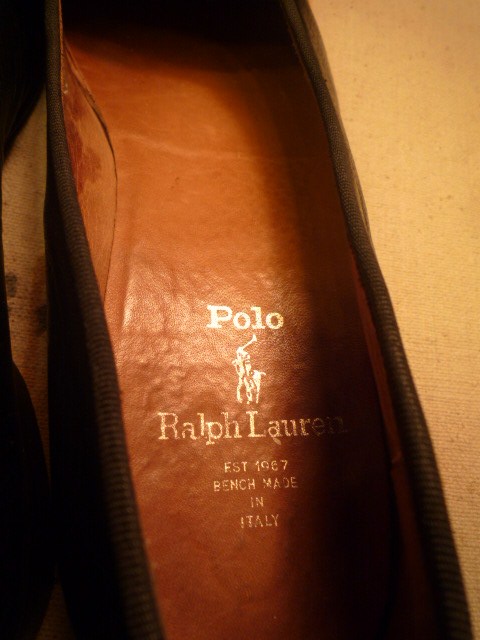 Polo
Ralph Lauren
EST 1967
BENCH MADE
IN
ITALY